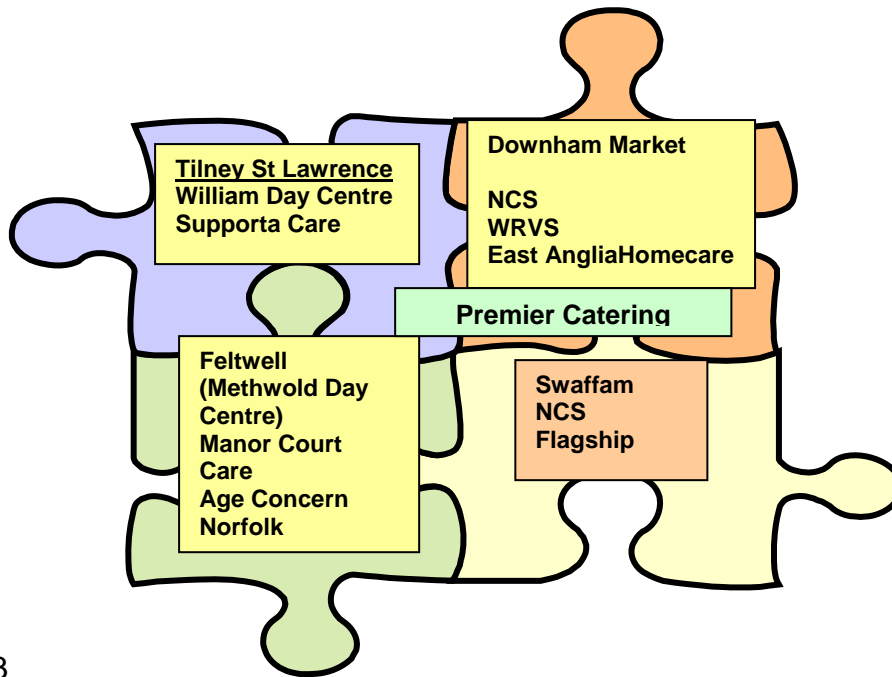 Tilney St Lawrence
William Day Centre
Supporta Care
Downham Market
NCS
WRVS
East AngliaHomecare
Premier Catering
Feltwell
(Methwold Day
Centre)
Manor Court
Care
Age Concern
Norfolk
Swaffam
NCS
Flagship